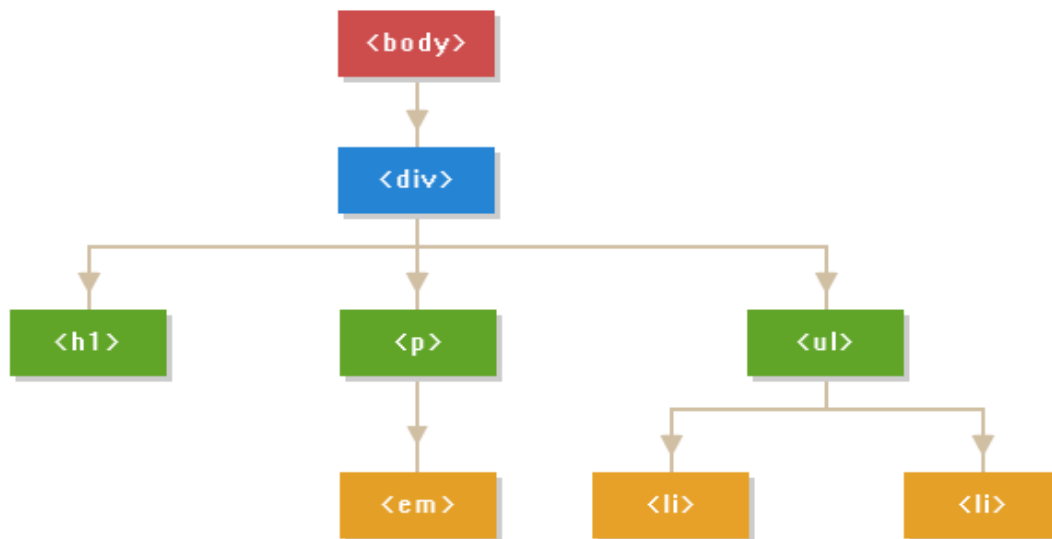 <body>
<div>
<h1>
<p>
<ul>
<em>
<li>
<li>